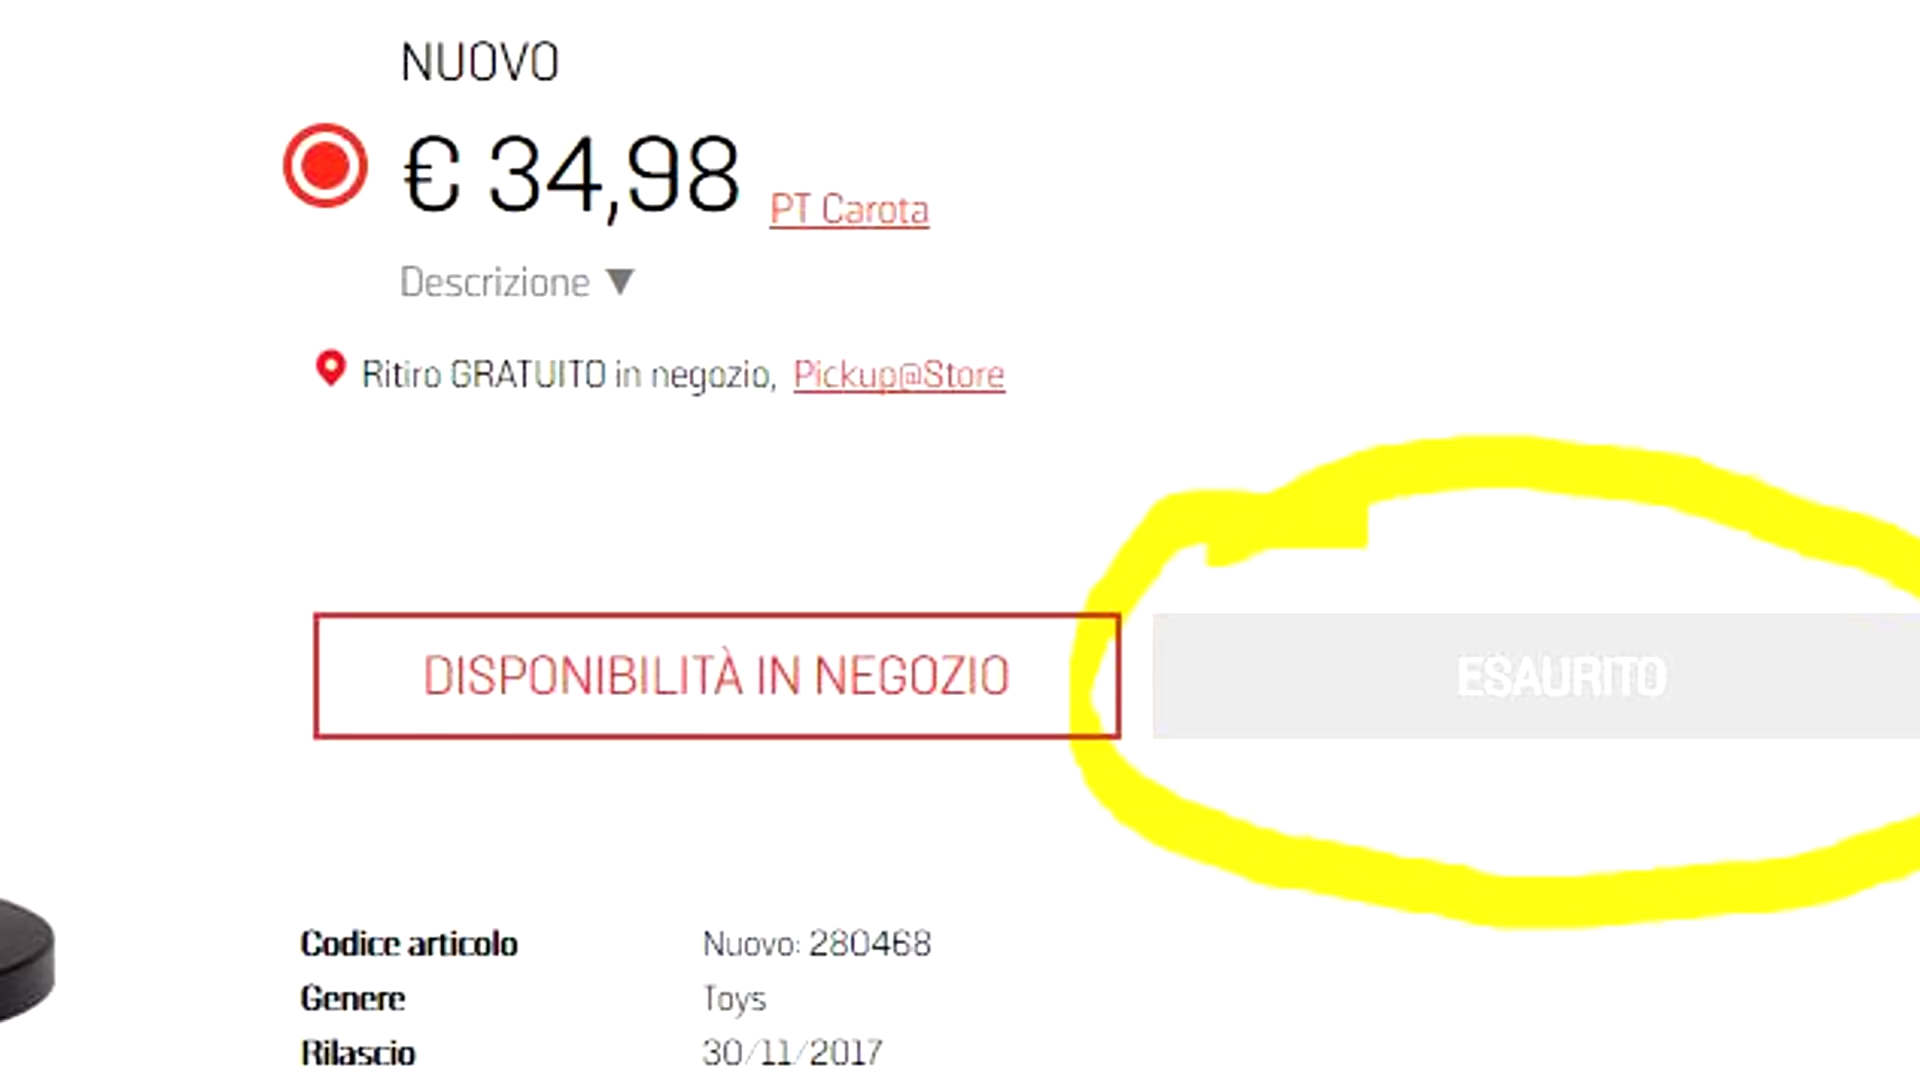 NUOVO
€ 34,98 PT Carota
Descrizione ▼
Ritiro GRATUITO in negozio, Pickup@Store
DISPONIBILITÀ IN NEGOZIO ESAURITO
Codice articolo Nuovo: 280468
Genere Toys
Rilascio 30/11/2017